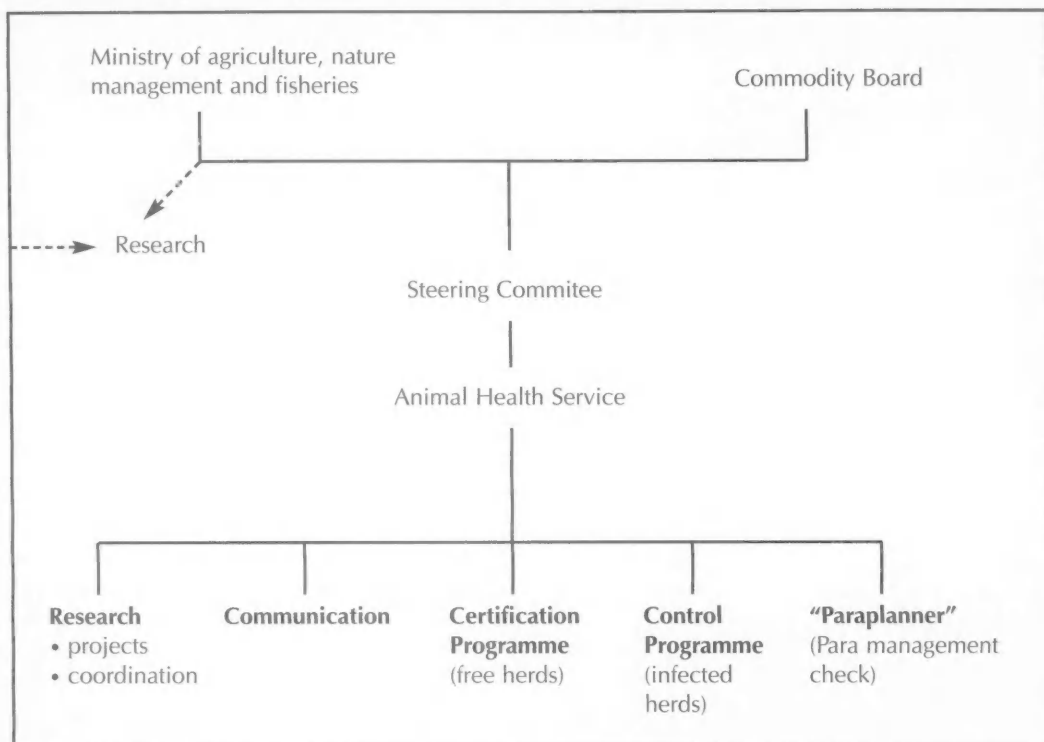 Ministry of agriculture, nature
management and fisheries
Commodity Board
Research
Steering Commitee
Animal Health Service
Research
• projects
• coordination
Communication
Certification
Programme
(free herds)
Control
Programme
(infected
herds)
"Paraplanner"
(Para management
check)